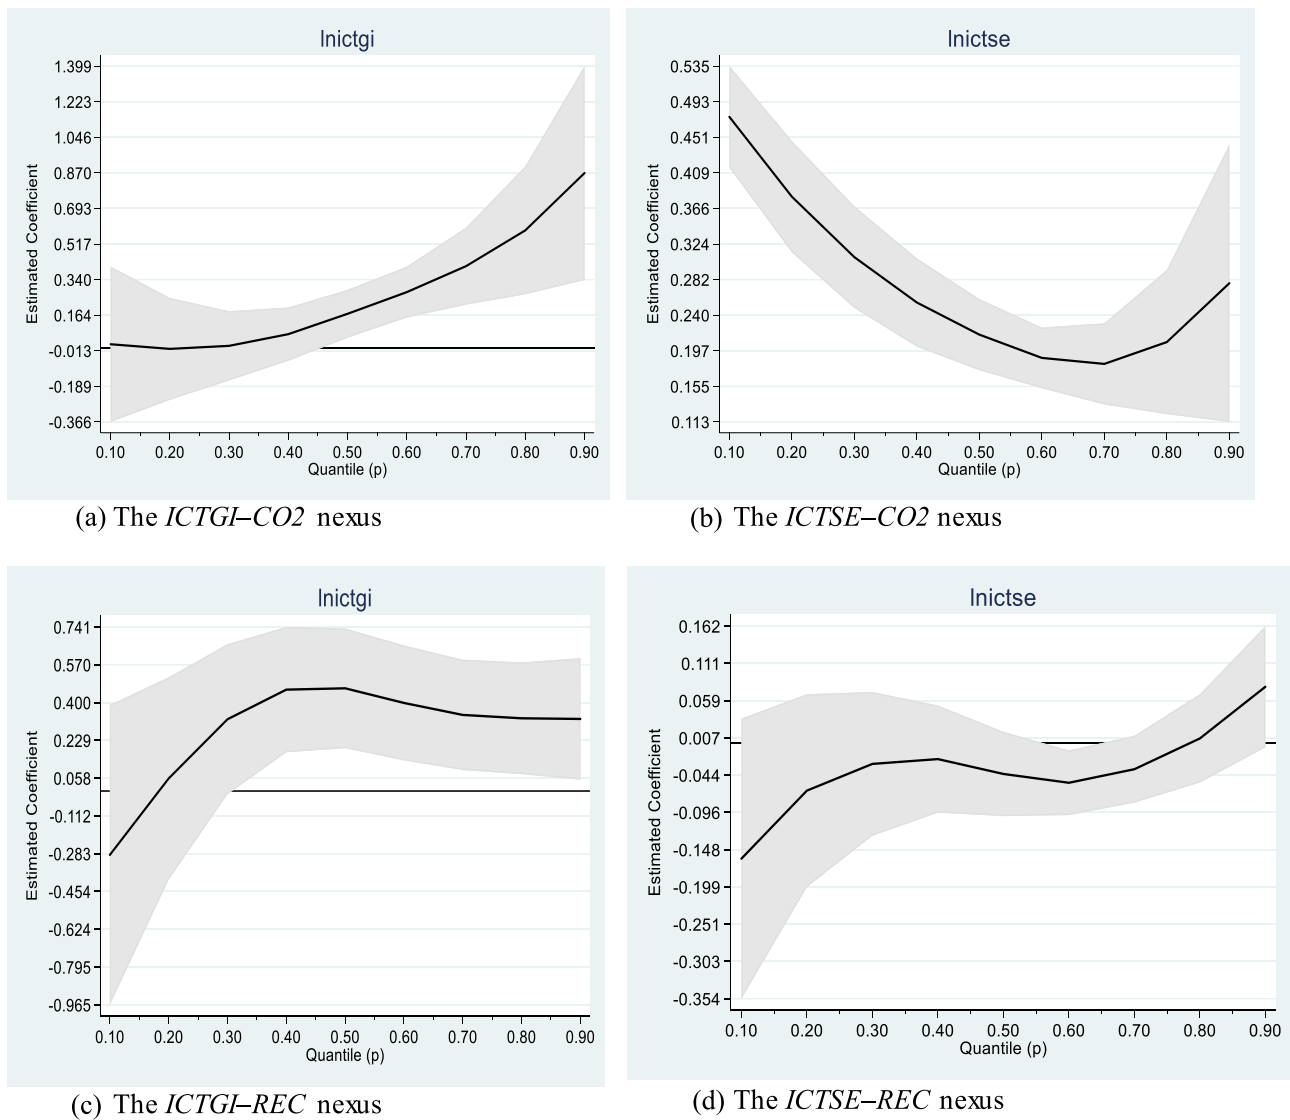 lnictgi
1.399
1.223
1.046
0.870
0.693
0.517
0.340
0.164
-0.013
-0.189
-0.366
Estimated Coefficient
0.10 0.20 0.30 0.40 0.50 0.60 0.70 0.80 0.90
Quantile (p)
(a) The ICTGI–CO2 nexus
lnictse
0.535
0.493
0.451
0.409
0.366
0.324
0.282
0.240
0.197
0.155
0.113
Estimated Coefficient
0.10 0.20 0.30 0.40 0.50 0.60 0.70 0.80 0.90
Quantile (p)
(b) The ICTSE–CO2 nexus
lnictgi
0.741
0.570
0.400
0.229
0.058
-0.112
-0.283
-0.454
-0.624
-0.795
-0.965
Estimated Coefficient
0.10 0.20 0.30 0.40 0.50 0.60 0.70 0.80 0.90
Quantile (p)
(c) The ICTGI–REC nexus
lnictse
0.162
0.111
0.059
0.007
-0.044
-0.096
-0.148
-0.199
-0.251
-0.303
-0.354
Estimated Coefficient
0.10 0.20 0.30 0.40 0.50 0.60 0.70 0.80 0.90
Quantile (p)
(d) The ICTSE–REC nexus